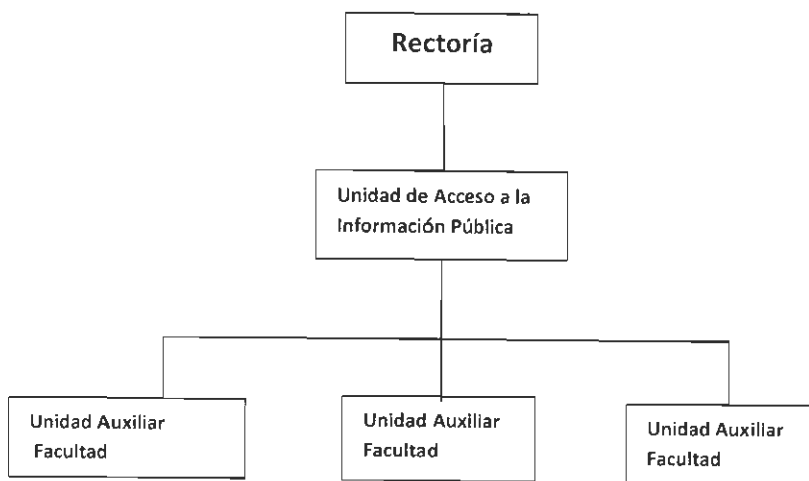 Rectoría
Unidad de Acceso a la
Información Pública
Unidad Auxiliar
Facultad
Unidad Auxiliar
Facultad
Unidad Auxiliar
Facultad